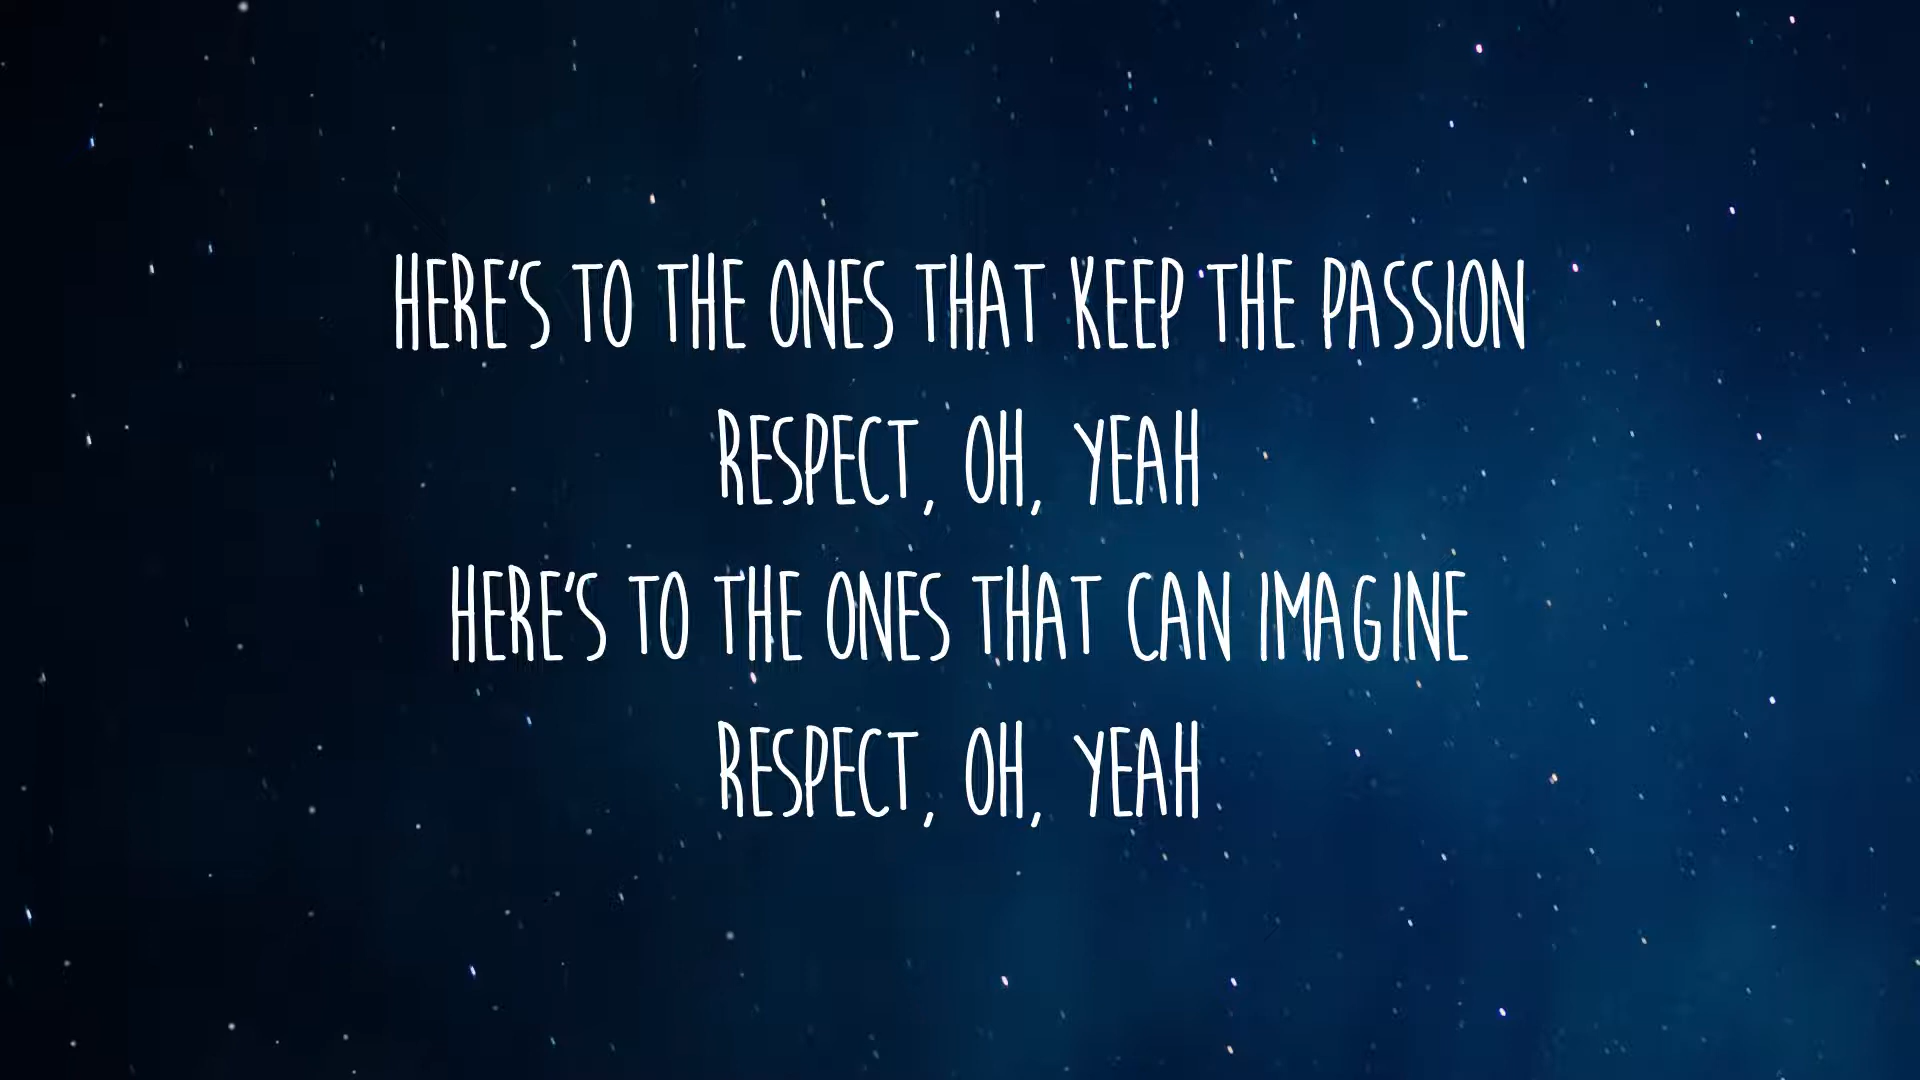 HERE'S TO THE ONES THAT KEEP THE PASSION
RESPECT, OH, YEAH
HERE'S TO THE ONES THAT CAN IMAGINE
RESPECT, OH, YEAH